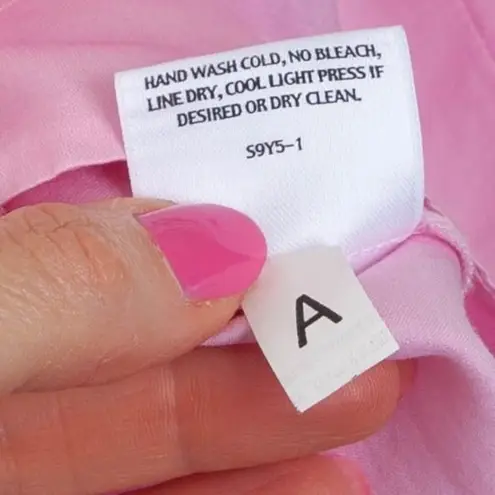 HAND WASH COLD, NO BLEACH,
LINE DRY, COOL LIGHT PRESS IF
DESIRED OR DRY CLEAN.
S9Y5-1
A